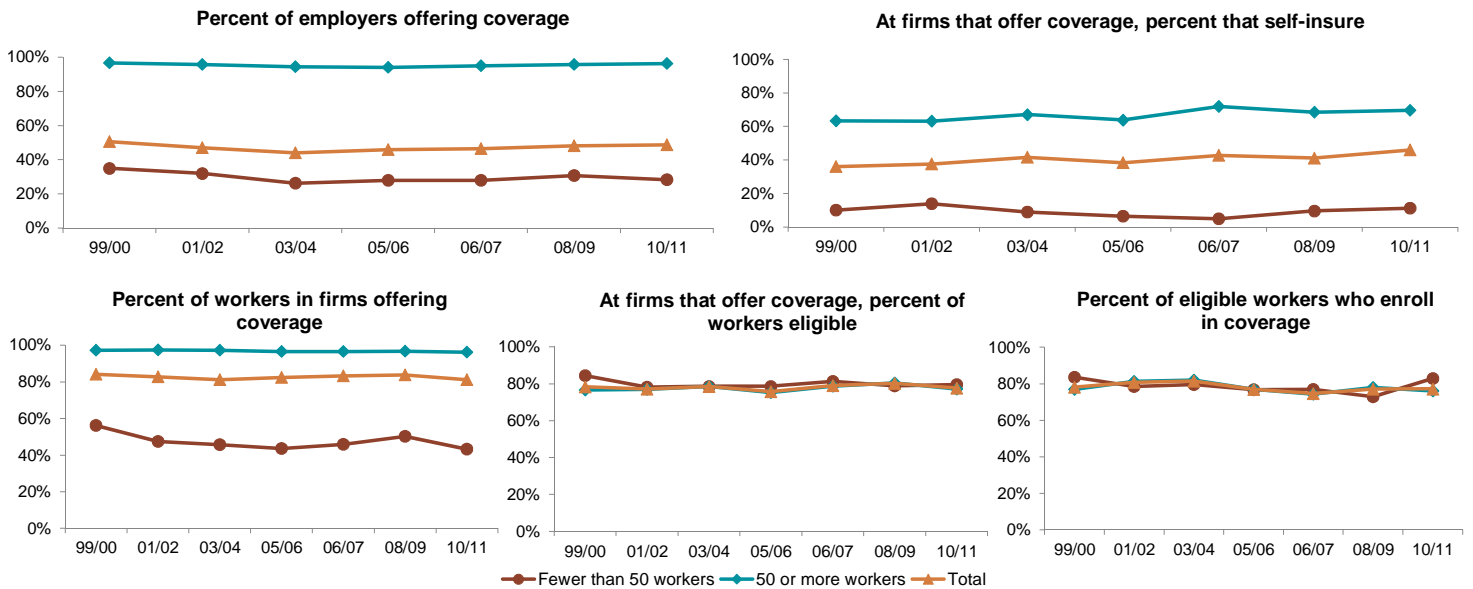 Percent of employers offering coverage
100%
80%
60%
40%
20%
0%
99/00 01/02 03/04 05/06 06/07 08/09 10/11
At firms that offer coverage, percent that self-insure
100%
80%
60%
40%
20%
0%
99/00 01/02 03/04 05/06 06/07 08/09 10/11
Percent of workers in firms offering
coverage
100%
80%
60%
40%
20%
0%
99/00 01/02 03/04 05/06 06/07 08/09 10/11
At firms that offer coverage, percent of
workers eligible
100%
80%
60%
40%
20%
0%
99/00 01/02 03/04 05/06 06/07 08/09 10/11
Percent of eligible workers who enroll
in coverage
100%
80%
60%
40%
20%
0%
99/00 01/02 03/04 05/06 06/07 08/09 10/11
Fewer than 50 workers 50 or more workers Total